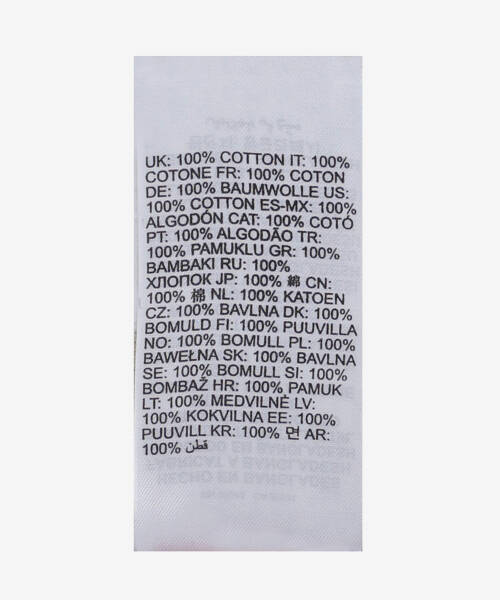 UK: 100% COTTON IT: 100%
COTONE FR: 100% COTON
DE: 100% BAUMWOLLE US:
100% COTTON ES-MX: 100%
ALGODÓN CAT: 100% COTÓ
PT: 100% ALGODÃO TR:
100% PAMUKLU GR: 100%
BAMBAKI RU: 100%
ХЛОПОК JP: 100% 綿 CN:
100% 棉 NL: 100% KATOEN
CZ: 100% BAVLNA DK: 100%
BOMULD FI: 100% PUUVILLA
NO: 100% BOMULL PL: 100%
BAWEŁNA SK: 100% BAVLNA
SE: 100% BOMULL SI: 100%
BOMBAŽ HR: 100% PAMUK
LT: 100% MEDVILNĖ LV:
100% KOKVILNA EE: 100%
PUUVILL KR: 100% 면 AR:
100% قطن